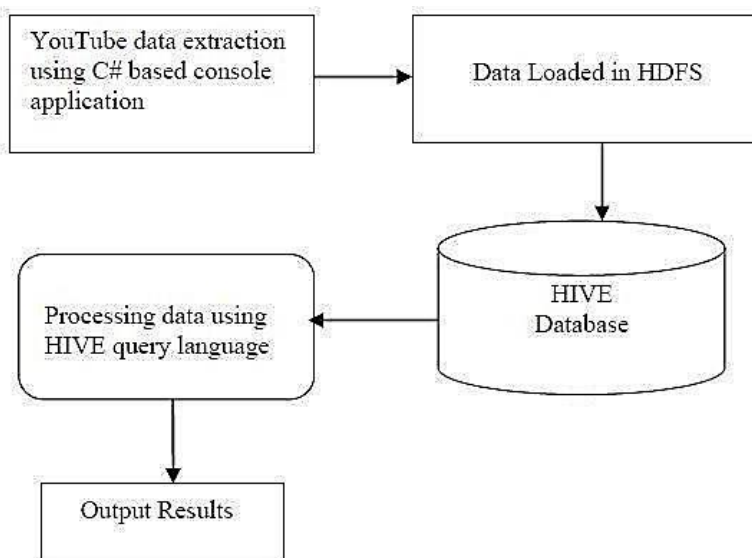 YouTube data extraction
using C# based console
application
Data Loaded in HDFS
HIVE
Database
Processing data using
HIVE query language
Output Results